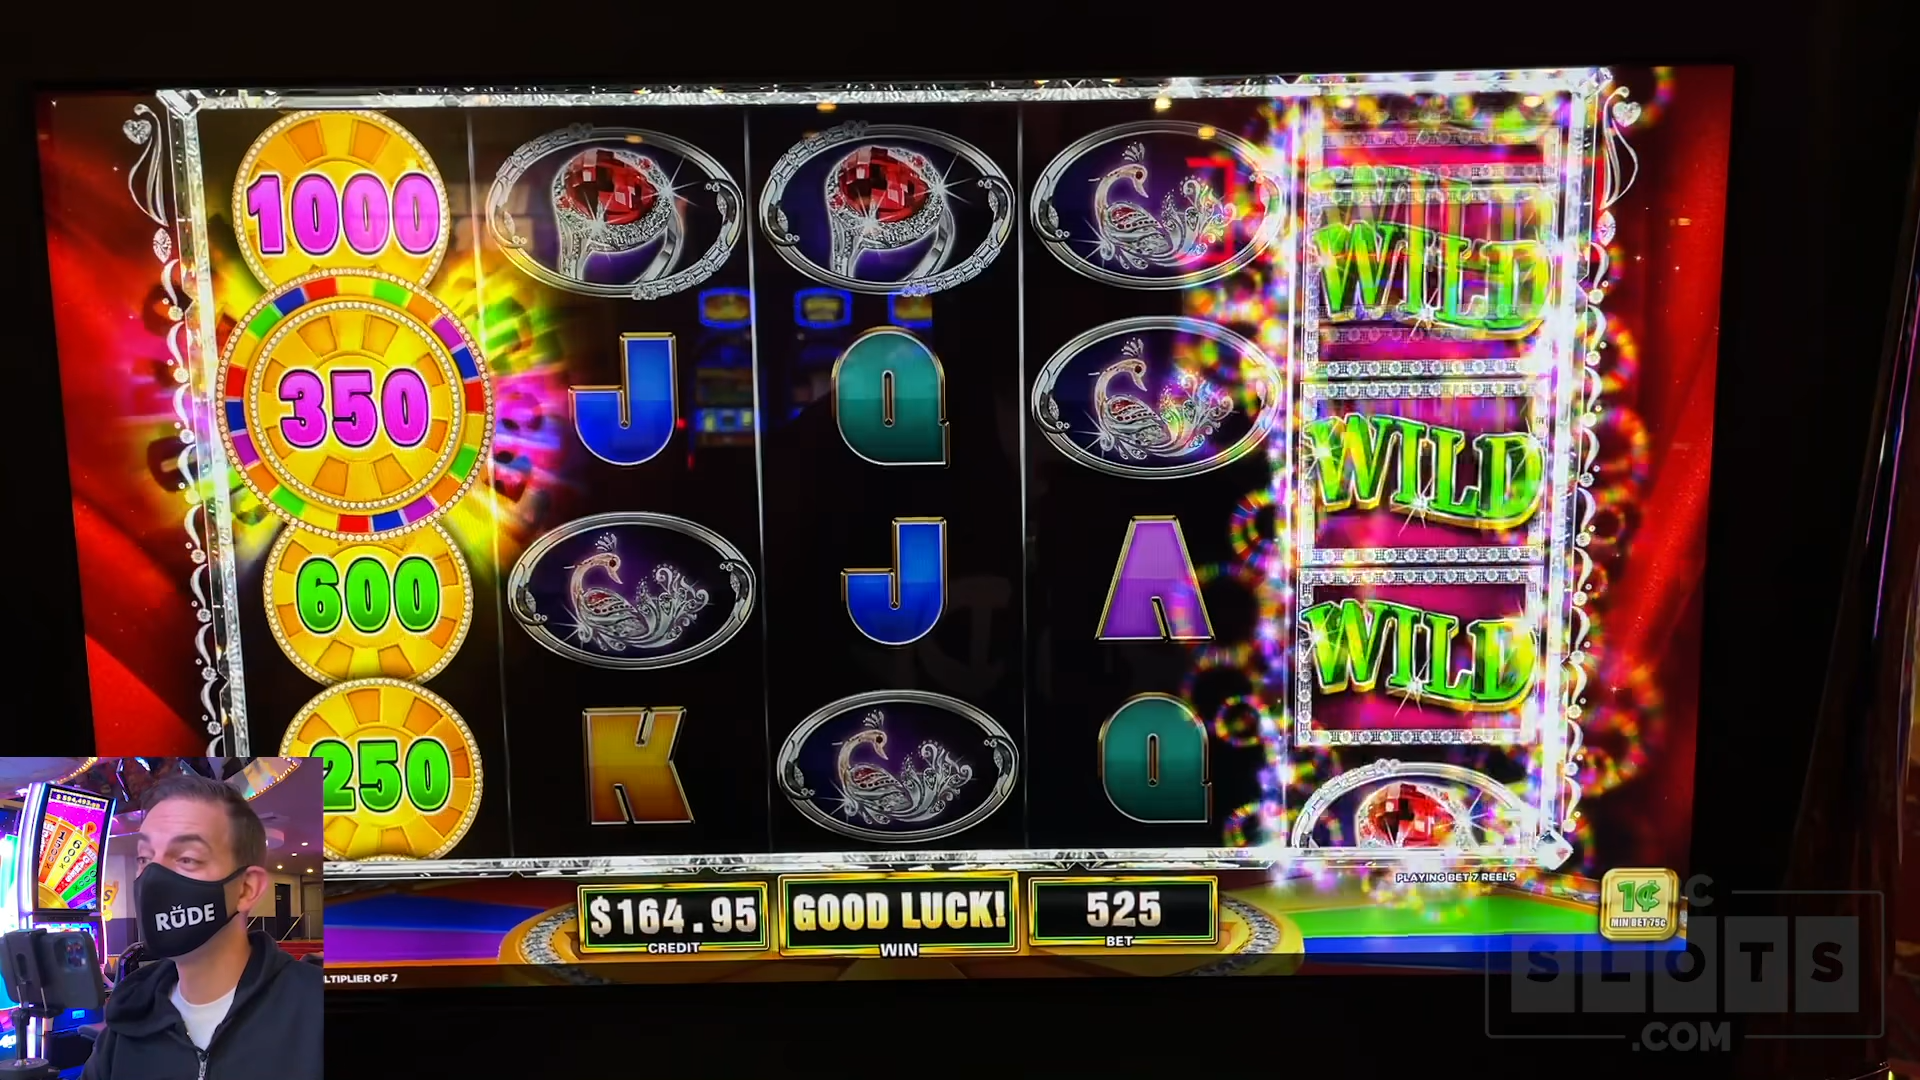 1000
WILD
350
J
Q
WILD
600
J
A
WILD
250
K
Q
PLAYING BET 7 REELS
$164.95
CREDIT
GOOD LUCK!
WIN
525
BET
1¢
MIN BET 75¢
LTIPLIER OF 7
RŪDE
C
SLOTS
.COM